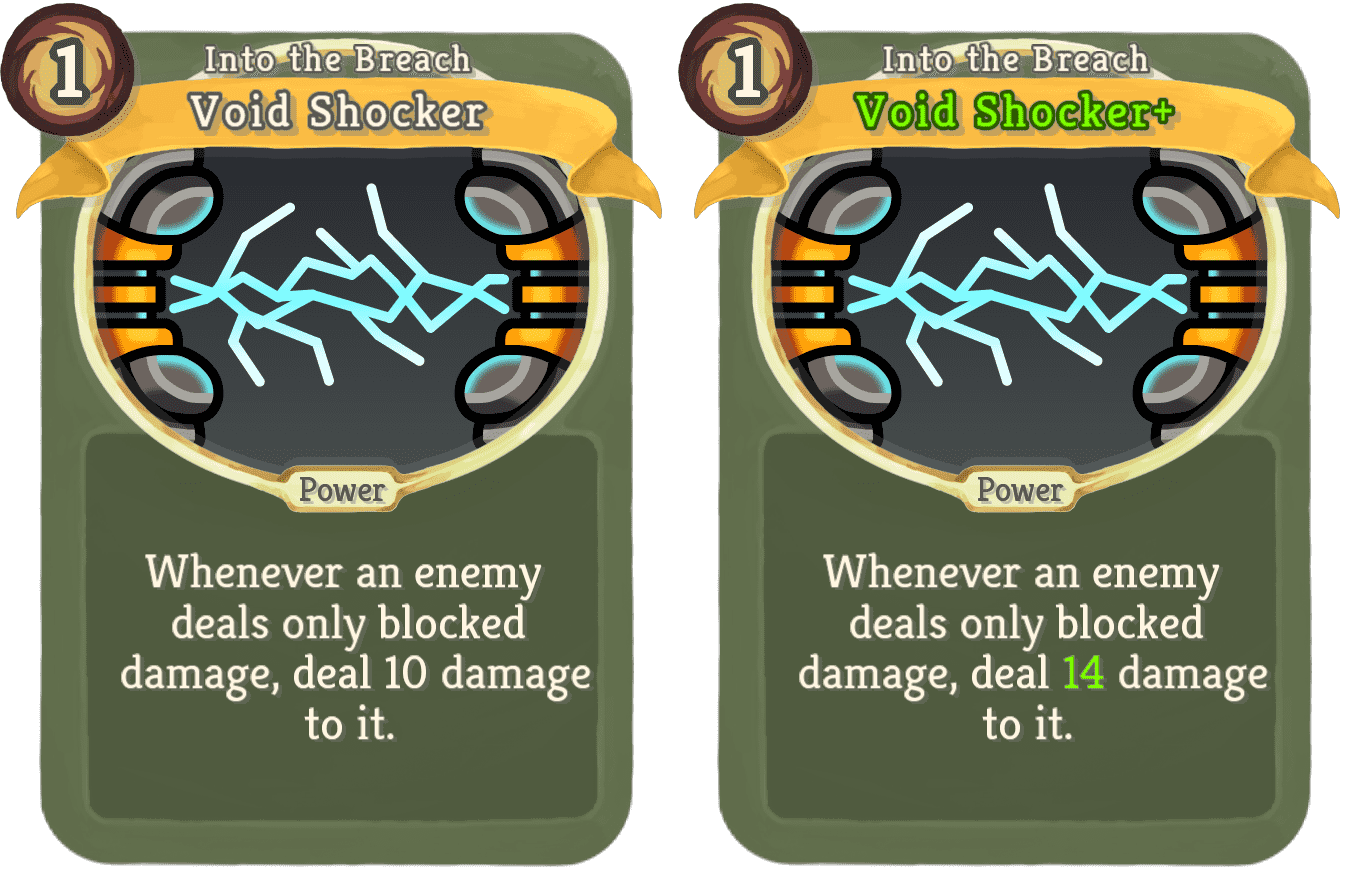 1
Into the Breach
Void Shocker
Power
Whenever an enemy
deals only blocked
damage, deal 10 damage
to it.
1
Into the Breach
Void Shocker+
Power
Whenever an enemy
deals only blocked
damage, deal 14 damage
to it.